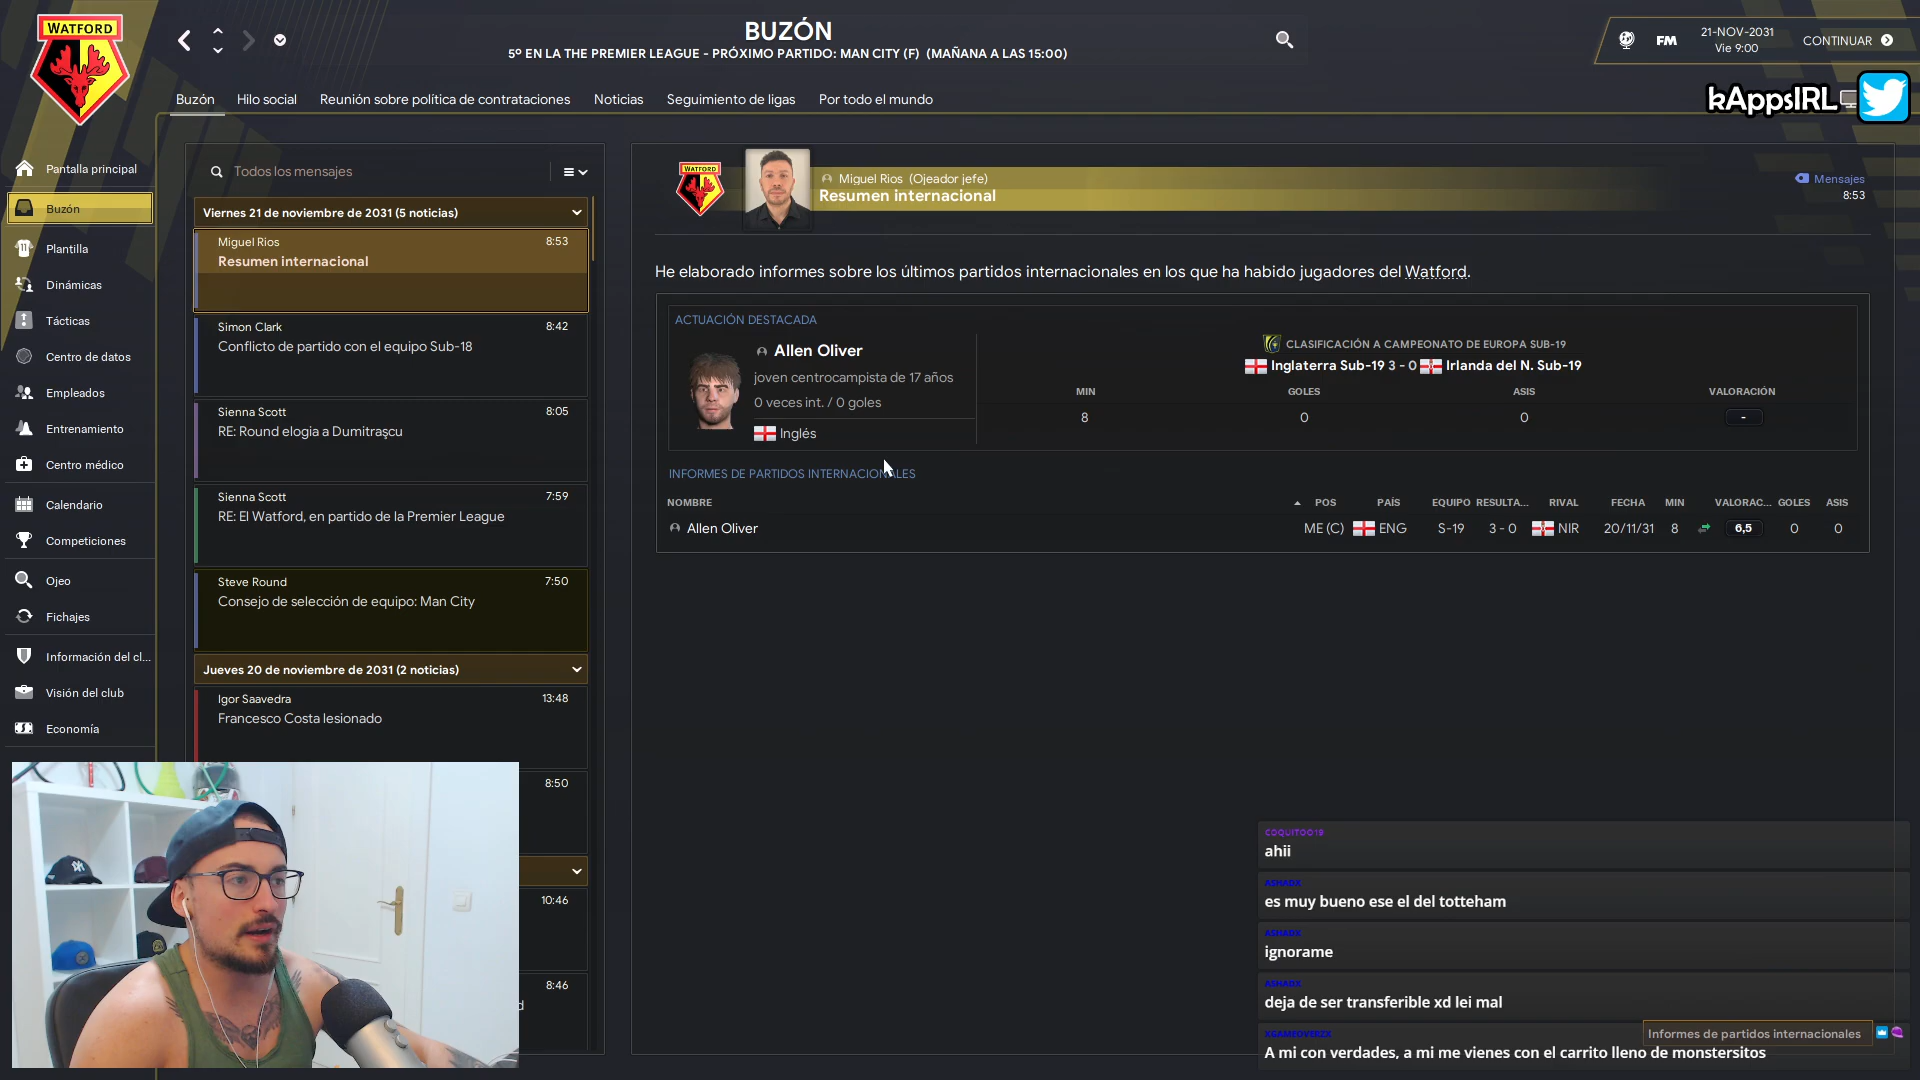 WATFORD
BUZÓN
5º EN LA THE PREMIER LEAGUE - PRÓXIMO PARTIDO: MAN CITY (F) (MAÑANA A LAS 15:00)
FM
21-NOV-2031
Vie 9:00
CONTINUAR
kAppsIRL
Buzón
Hilo social
Reunión sobre política de contrataciones
Noticias
Seguimiento de ligas
Por todo el mundo
Pantalla principal
Buzón
Plantilla
Dinámicas
Tácticas
Centro de datos
Empleados
Entrenamiento
Centro médico
Calendario
Competiciones
Ojeo
Fichajes
Información del cl...
Visión del club
Economía
Todos los mensajes
Viernes 21 de noviembre de 2031 (5 noticias)
Miguel Rios 8:53
Resumen internacional
Simon Clark 8:42
Conflicto de partido con el equipo Sub-18
Sienna Scott 8:05
RE: Round elogia a Dumitraşcu
Sienna Scott 7:59
RE: El Watford, en partido de la Premier League
Steve Round 7:50
Consejo de selección de equipo: Man City
Jueves 20 de noviembre de 2031 (2 noticias)
Igor Saavedra 13:48
Francesco Costa lesionado
8:50
10:46
8:46
d
WATFORD
Miguel Rios (Ojeador jefe)
Resumen internacional
Mensajes
8:53
He elaborado informes sobre los últimos partidos internacionales en los que ha habido jugadores del Watford.
ACTUACIÓN DESTACADA
Allen Oliver
joven centrocampista de 17 años
0 veces int. / 0 goles
Inglés
CLASIFICACIÓN A CAMPEONATO DE EUROPA SUB-19
Inglaterra Sub-19 3 - 0 Irlanda del N. Sub-19
MIN GOLES ASIS VALORACIÓN
8 0 0 -
INFORMES DE PARTIDOS INTERNACIONALES
NOMBRE POS PAÍS EQUIPO RESULTA... RIVAL FECHA MIN VALORAC... GOLES ASIS
Allen Oliver ME (C) ENG S-19 3 - 0 NIR 20/11/31 8 6,5 0 0
COQUITOO19
ahii
ASHADX
es muy bueno ese el del totteham
ASHADX
ignorame
ASHADX
deja de ser transferible xd lei mal
XGAMEOVERZX
A mi con verdades, a mi me vienes con el carrito lleno de monstersitos
Informes de partidos internacionales